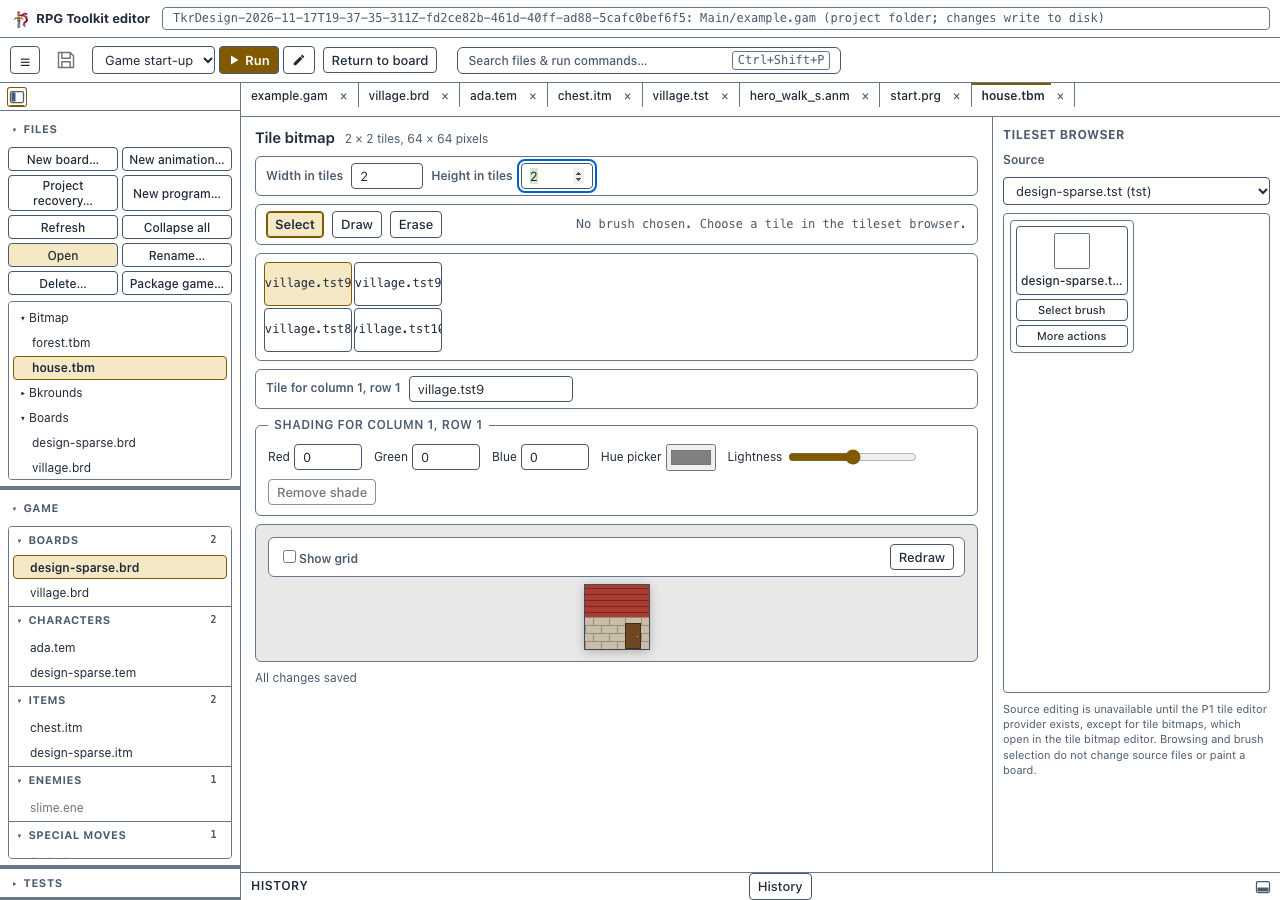 RPG Toolkit editor
TkrDesign-2026-11-17T19-37-35-311Z-fd2ce82b-461d-40ff-ad88-5cafc0bef6f5: Main/example.gam (project folder; changes write to disk)
Game start-up
Run
Return to board
Search files & run commands...
Ctrl+Shift+P
example.gam ×
village.brd ×
ada.tem ×
chest.itm ×
village.tst ×
hero_walk_s.anm ×
start.prg ×
house.tbm ×
FILES
New board...
New animation...
Project recovery...
New program...
Refresh
Collapse all
Open
Rename...
Delete...
Package game...
Bitmap
forest.tbm
house.tbm
Bkrounds
Boards
design-sparse.brd
village.brd
GAME
BOARDS 2
design-sparse.brd
village.brd
CHARACTERS 2
ada.tem
design-sparse.tem
ITEMS 2
chest.itm
design-sparse.itm
ENEMIES 1
slime.ene
SPECIAL MOVES 1
TESTS
Tile bitmap 2 × 2 tiles, 64 × 64 pixels
Width in tiles 2 Height in tiles 2
Select Draw Erase No brush chosen. Choose a tile in the tileset browser.
village.tst9 village.tst9
village.tst8 village.tst10
Tile for column 1, row 1 village.tst9
SHADING FOR COLUMN 1, ROW 1
Red 0 Green 0 Blue 0 Hue picker Lightness
Remove shade
Show grid Redraw
All changes saved
TILESET BROWSER
Source
design-sparse.tst (tst)
design-sparse.t...
Select brush
More actions
Source editing is unavailable until the P1 tile editor
provider exists, except for tile bitmaps, which
open in the tile bitmap editor. Browsing and brush
selection do not change source files or paint a
board.
HISTORY
History